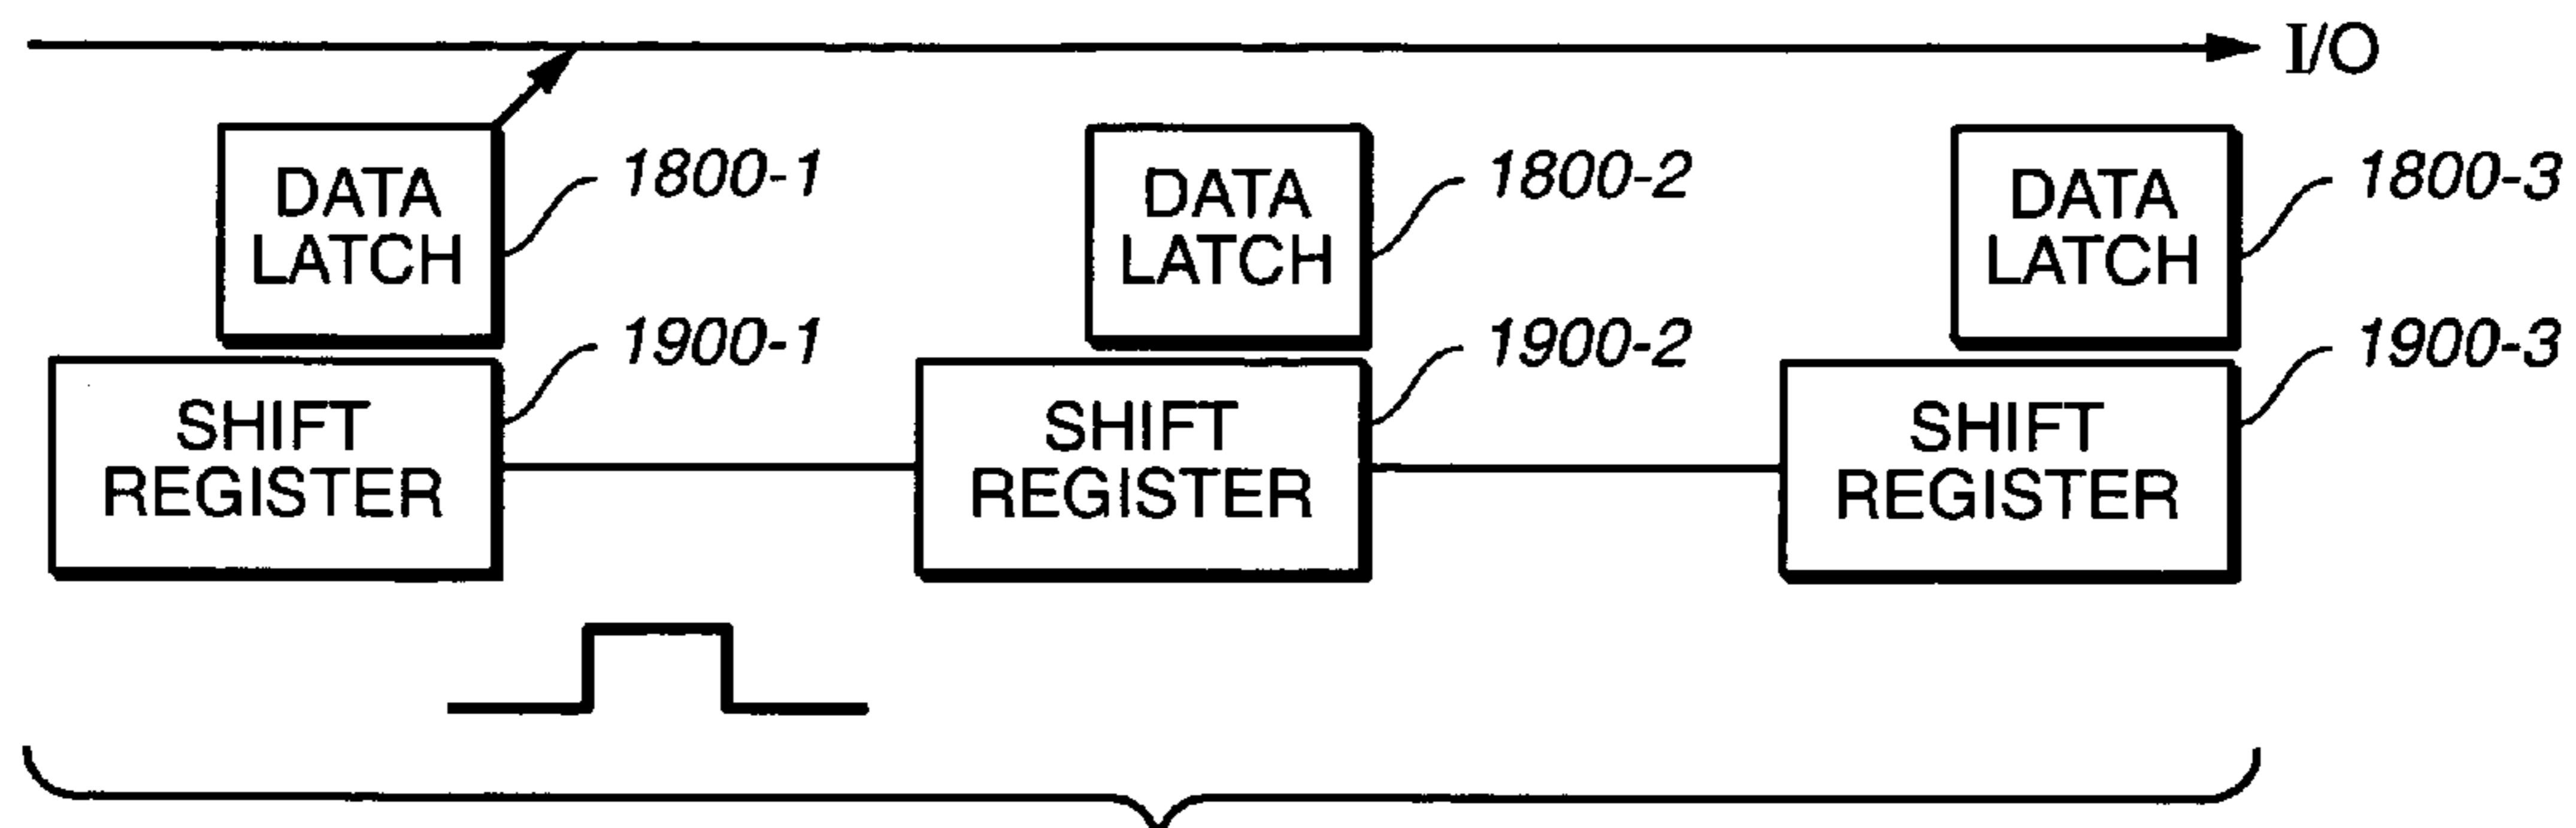 I/O
DATA
LATCH
1800-1
DATA
LATCH
1800-2
DATA
LATCH
1800-3
SHIFT
REGISTER
1900-1
SHIFT
REGISTER
1900-2
SHIFT
REGISTER
1900-3